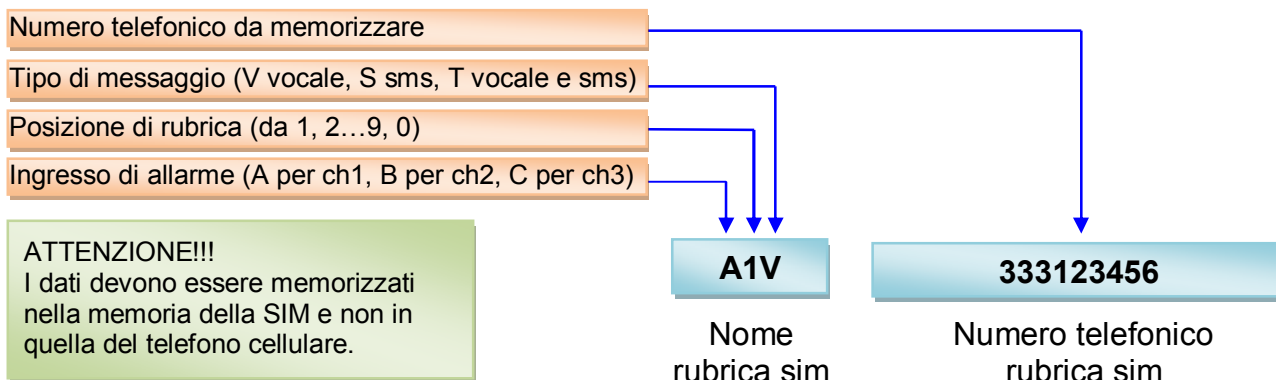 Numero telefonico da memorizzare
Tipo di messaggio (V vocale, S sms, T vocale e sms)
Posizione di rubrica (da 1, 2…9, 0)
Ingresso di allarme (A per ch1, B per ch2, C per ch3)
ATTENZIONE!!!
I dati devono essere memorizzati
nella memoria della SIM e non in
quella del telefono cellulare.
A1V
333123456
Nome
rubrica sim
Numero telefonico
rubrica sim